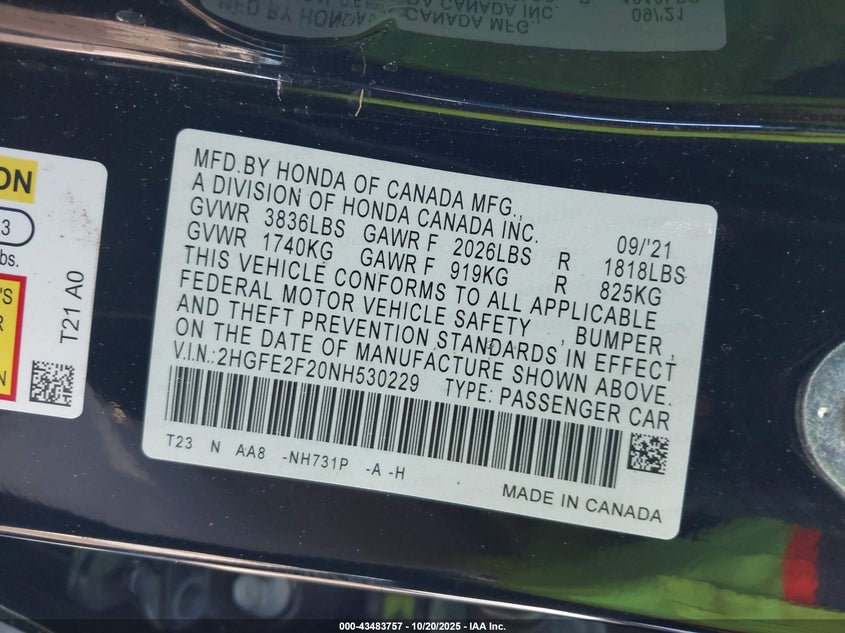 MFD.BY HONDA OF CANADA MFG.,
A DIVISION OF HONDA CANADA INC. 09/'21
GVWR 3836LBS GAWR F 2026LBS R 1818LBS
GVWR 1740KG GAWR F 919KG R 825KG
THIS VEHICLE CONFORMS TO ALL APPLICABLE
FEDERAL MOTOR VEHICLE SAFETY , BUMPER ,
AND THEFT PREVENTION STANDARDS IN EFFECT
ON THE DATE OF MANUFACTURE SHOWN ABOVE.
V.I.N.:2HGFE2F20NH530229 TYPE: PASSENGER CAR
T23 N AA8 -NH731P -A -H
MADE IN CANADA
ON
3
lbs.
'S
R
N
T21 A0
000-43483757 - 10/20/2025 - IAA Inc.